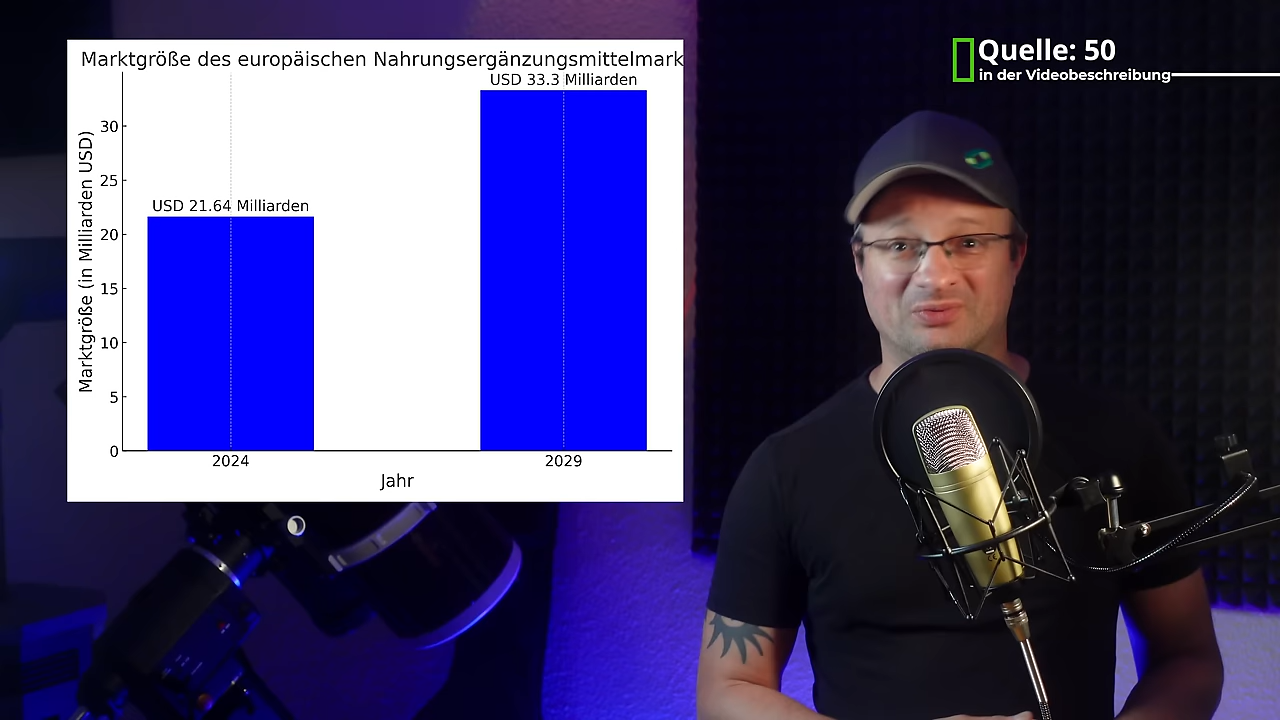 Marktgröße des europäischen Nahrungsergänzungsmittelmark
USD 33.3 Milliarden
USD 21.64 Milliarden
Marktgröße (in Milliarden USD)
30
25
20
15
10
5
0
2024
2029
Jahr
Quelle: 50
in der Videobeschreibung